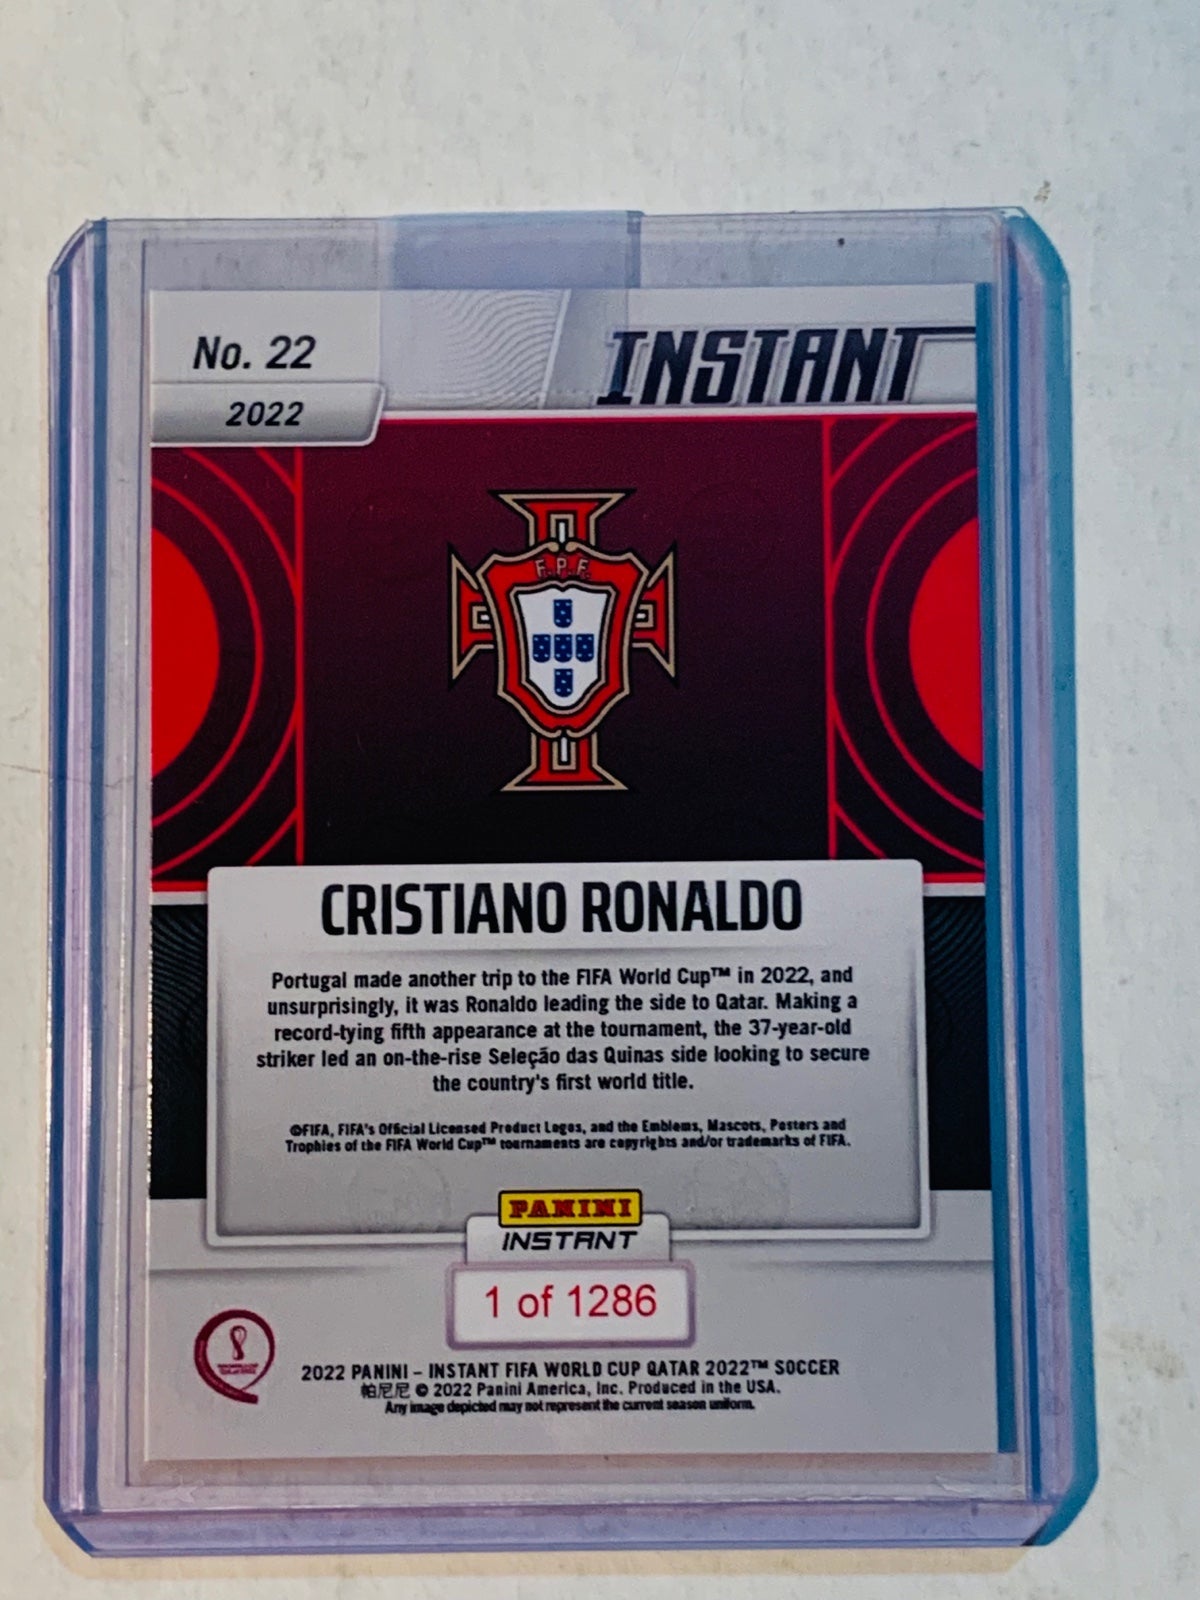 No. 22
2022
INSTANT
F.P.F.
CRISTIANO RONALDO
Portugal made another trip to the FIFA World Cup™ in 2022, and
unsurprisingly, it was Ronaldo leading the side to Qatar. Making a
record-tying fifth appearance at the tournament, the 37-year-old
striker led an on-the-rise Seleção das Quinas side looking to secure
the country's first world title.
©FIFA, FIFA's Official Licensed Product Logos, and the Emblems, Mascots, Posters and
Trophies of the FIFA World Cup™ tournaments are copyrights and/or trademarks of FIFA.
PANINI
INSTANT
1 of 1286
2022 PANINI – INSTANT FIFA WORLD CUP QATAR 2022™ SOCCER
帕尼尼 © 2022 Panini America, Inc. Produced in the USA.
Any image depicted may not represent the current season uniform.